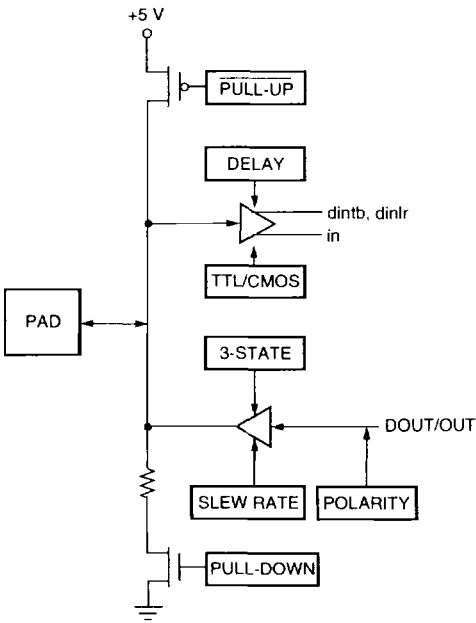 +5 V
PULL-UP
DELAY
dintb, dinlr
in
TTL/CMOS
PAD
3-STATE
DOUT/OUT
SLEW RATE
POLARITY
PULL-DOWN